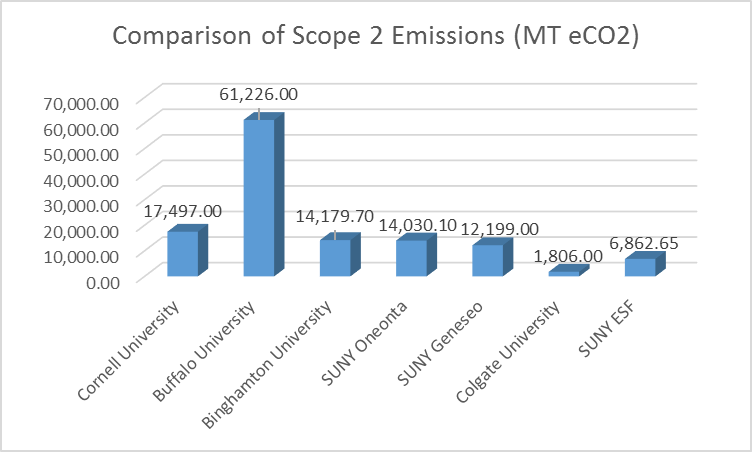 Comparison of Scope 2 Emissions (MT eCO2)
70,000.00
60,000.00
50,000.00
40,000.00
30,000.00
20,000.00
10,000.00
0.00
17,497.00
61,226.00
14,179.70
14,030.10
12,199.00
1,806.00
6,862.65
Cornell University
Buffalo University
Binghamton University
SUNY Oneonta
SUNY Geneseo
Colgate University
SUNY ESF